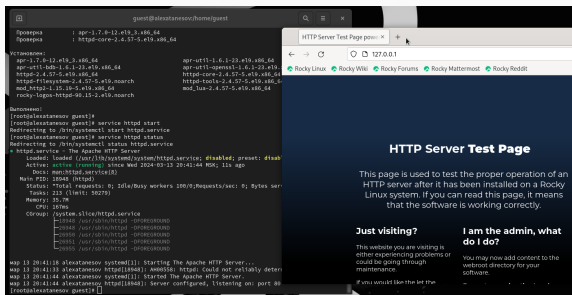 guest@alexatanesov:/home/guest
Проверка : apr-1.7.0-12.el9_3.x86_64
Проверка : httpd-core-2.4.57-5.el9.x86_64
Установлен:
apr-1.7.0-12.el9_3.x86_64 apr-util-1.6.1-23.el9.x86_64
apr-util-bdb-1.6.1-23.el9.x86_64 apr-util-openssl-1.6.1-23.el9.
httpd-2.4.57-5.el9.x86_64 httpd-core-2.4.57-5.el9.x86_64
httpd-filesystem-2.4.57-5.el9.noarch httpd-tools-2.4.57-5.el9.x86_64
mod_http2-1.15.19-5.el9.x86_64 mod_lua-2.4.57-5.el9.x86_64
rocky-logos-httpd-90.15-2.el9.noarch
Выполнено!
[root@alexatanesov guest]#
[root@alexatanesov guest]# service httpd start
Redirecting to /bin/systemctl start httpd.service
[root@alexatanesov guest]# service httpd status
Redirecting to /bin/systemctl status httpd.service
● httpd.service - The Apache HTTP Server
Loaded: loaded (/usr/lib/systemd/system/httpd.service; disabled; preset: disab
Active: active (running) since Wed 2024-03-13 20:41:44 MSK; 11s ago
Docs: man:httpd.service(8)
Main PID: 18946 (httpd)
Status: "Total requests: 0; Idle/Busy workers 100/0;Requests/sec: 0; Bytes serv
Tasks: 213 (limit: 50270)
Memory: 35.7M
CPU: 167ms
CGroup: /system.slice/httpd.service
/usr/sbin/httpd -DFOREGROUND
/usr/sbin/httpd -DFOREGROUND
/usr/sbin/httpd -DFOREGROUND
/usr/sbin/httpd -DFOREGROUND
/usr/sbin/httpd -DFOREGROUND
мар 13 20:41:18 alexatanesov systemd[1]: Starting The Apache HTTP Server...
мар 13 20:41:33 alexatanesov httpd[18946]: AH00558: httpd: Could not reliably deter
мар 13 20:41:44 alexatanesov systemd[1]: Started The Apache HTTP Server.
мар 13 20:41:44 alexatanesov httpd[18946]: Server configured, listening on: port 80
[root@alexatanesov guest]#
HTTP Server Test Page powe
127.0.0.1
Rocky Linux Rocky Wiki Rocky Forums Rocky Mattermost Rocky Reddit
HTTP Server Test Page
This page is used to test the proper operation of an
HTTP server after it has been installed on a Rocky
Linux system. If you can read this page, it means
that the software is working correctly.
Just visiting?
This website you are visiting is
either experiencing problems or
could be going through
maintenance.
If you would like the let the
I am the admin, what
do I do?
You may now add content to the
webroot directory for your
software.